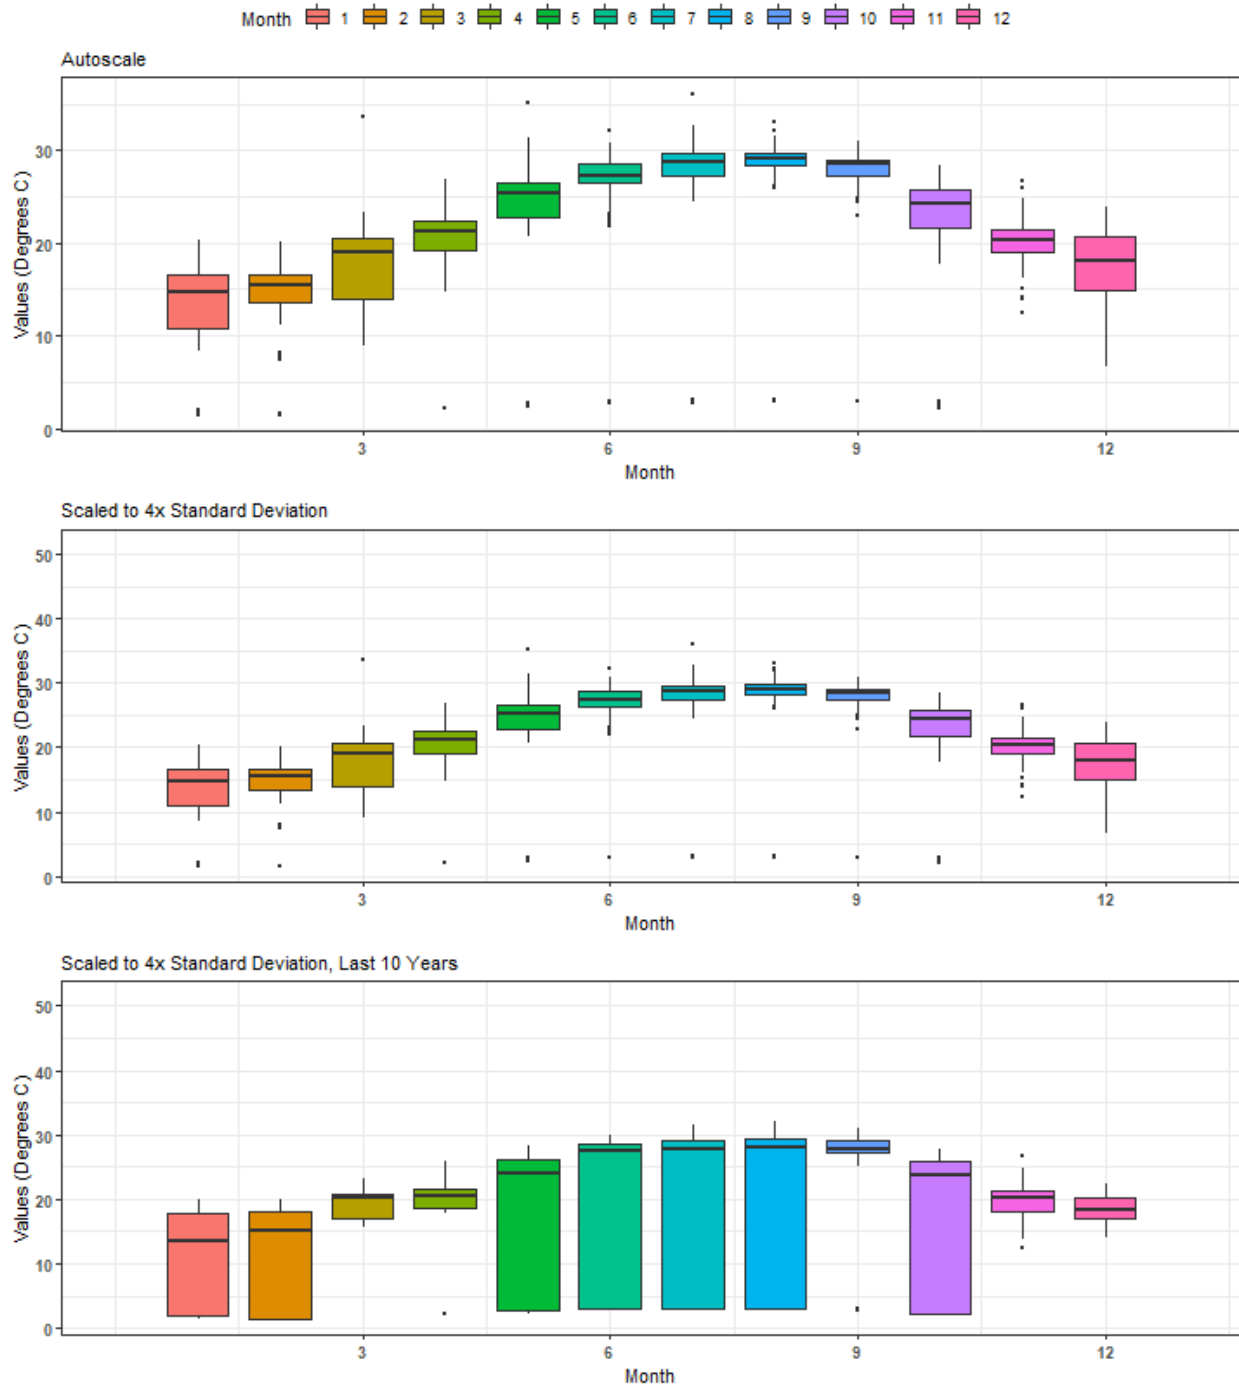 Month 1 2 3 4 5 6 7 8 9 10 11 12
Autoscale
Values (Degrees C)
30
20
10
0
3 6 9 12
Month
Scaled to 4x Standard Deviation
Values (Degrees C)
50
40
30
20
10
0
3 6 9 12
Month
Scaled to 4x Standard Deviation, Last 10 Years
Values (Degrees C)
50
40
30
20
10
0
3 6 9 12
Month